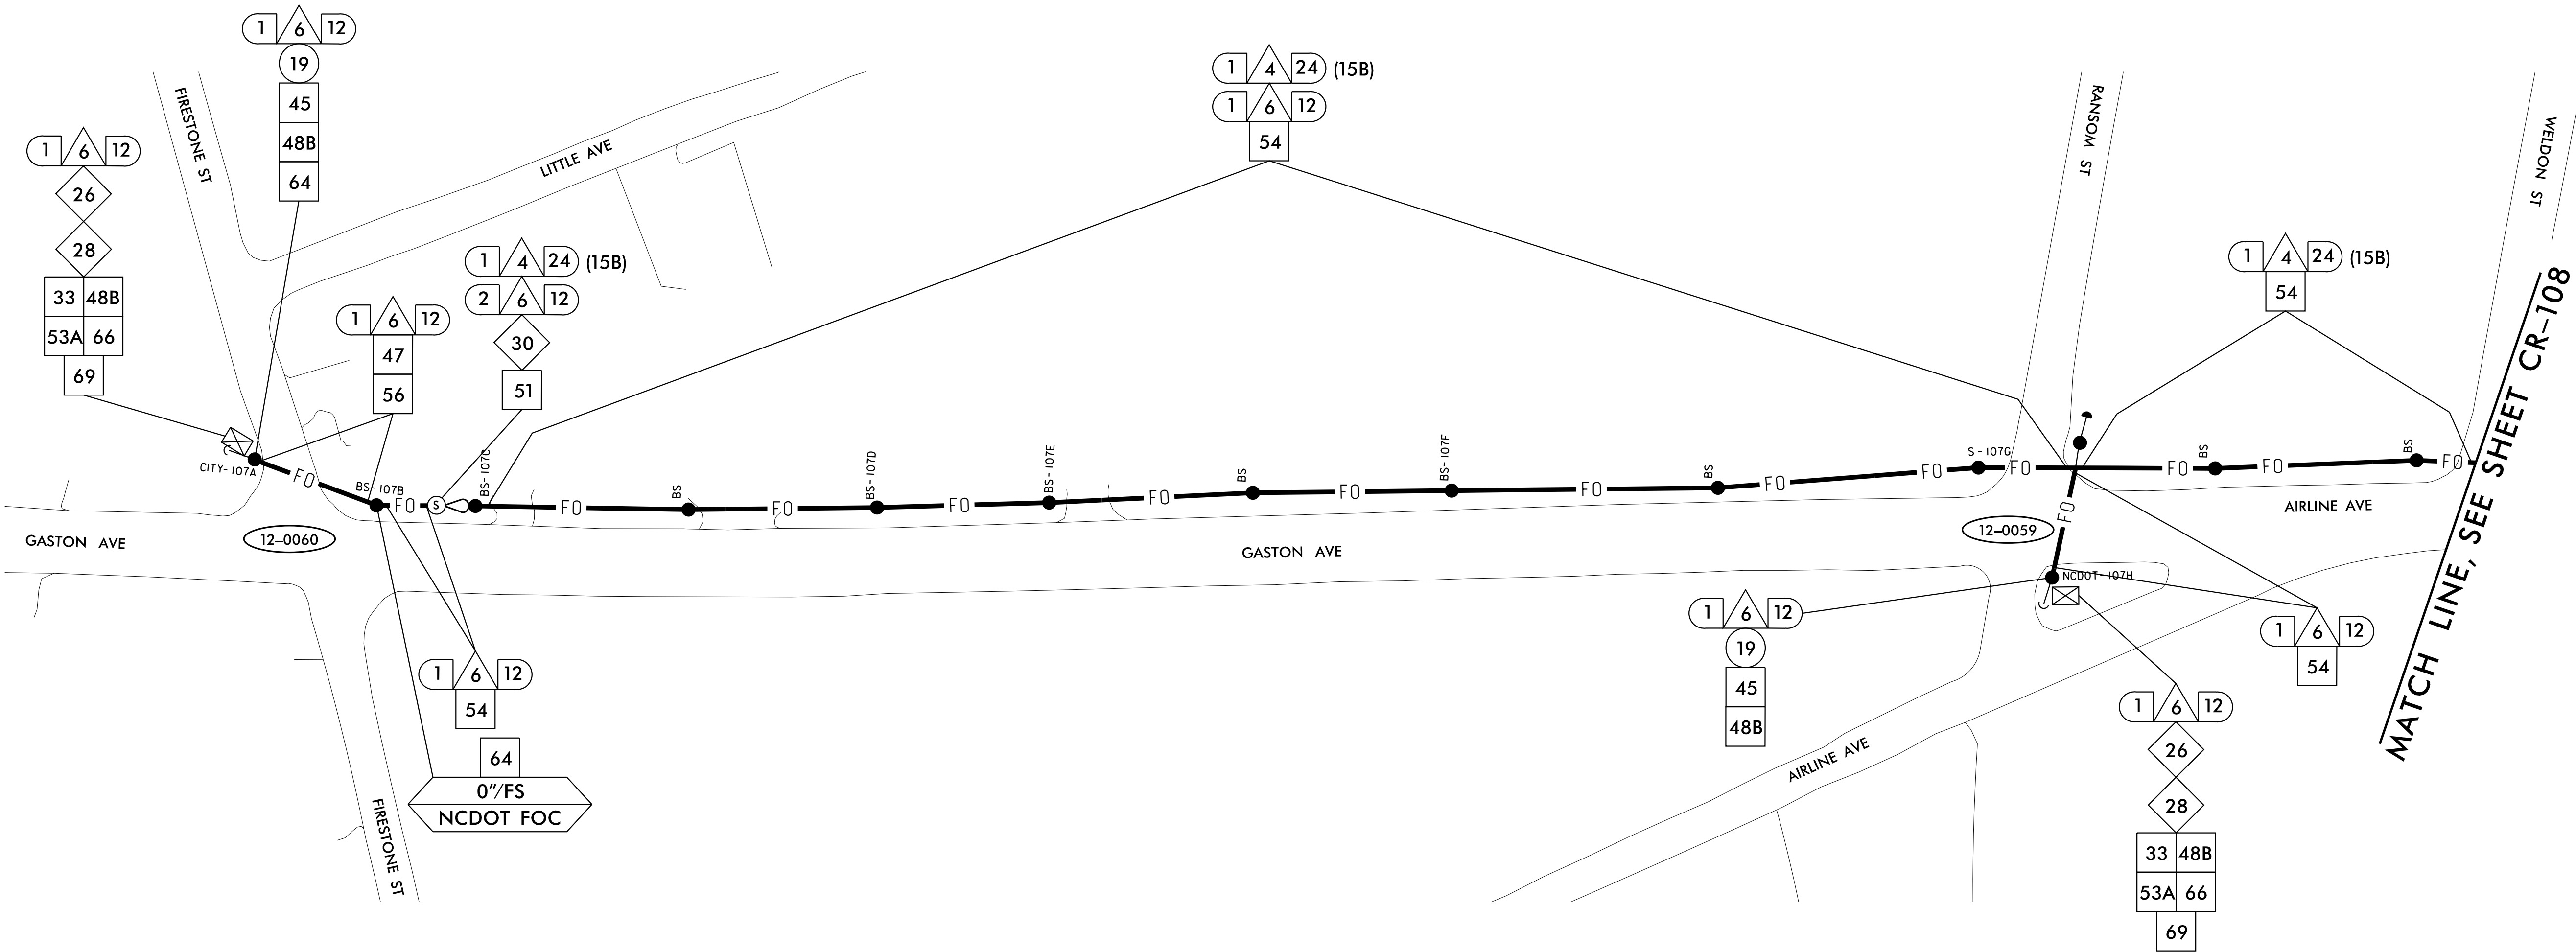 1 6 12
19
45
48B
64
1 6 12
26
28
33 48B
53A 66
69
FIRESTONE ST
LITTLE AVE
1 4 24 (15B)
1 6 12
54
RANSOM ST
WELDON ST
1 4 24 (15B)
2 6 12
30
51
1 6 12
47
56
1 4 24 (15B)
54
MATCH LINE, SEE SHEET CR-108
CITY-107A
FO
BS-107B
FO
S
BS-107C
FO
BS
FO
BS-107D
FO
BS-107E
FO
BS
FO
BS-107F
FO
BS
FO
FO
S-107G
FO
FO
BS
FO
BS
FO
FO
AIRLINE AVE
GASTON AVE
12-0060
GASTON AVE
12-0059
NCDOT-107H
1 6 12
19
45
48B
1 6 12
54
1 6 12
54
64
0"/FS
NCDOT FOC
FIRESTONE ST
AIRLINE AVE
1 6 12
26
28
33 48B
53A 66
69